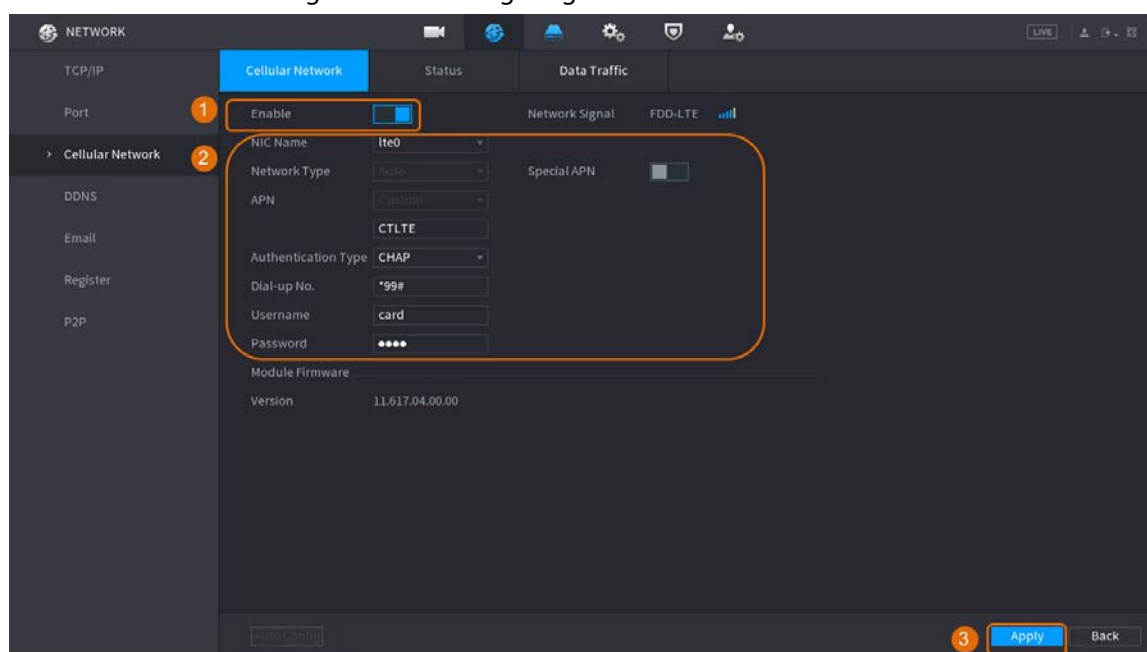 NETWORK
LIVE
TCP/IP
Cellular Network Status Data Traffic
Port
1 Enable Network Signal FDD-LTE
> Cellular Network
2 NIC Name lte0
Network Type Auto Special APN
DDNS
APN Custom
CTLTE
Email
Authentication Type CHAP
Register
Dial-up No. *99#
Username card
P2P
Password ●●●●
Module Firmware
Version 11.617.04.00.00
Auto Config
3 Apply Back